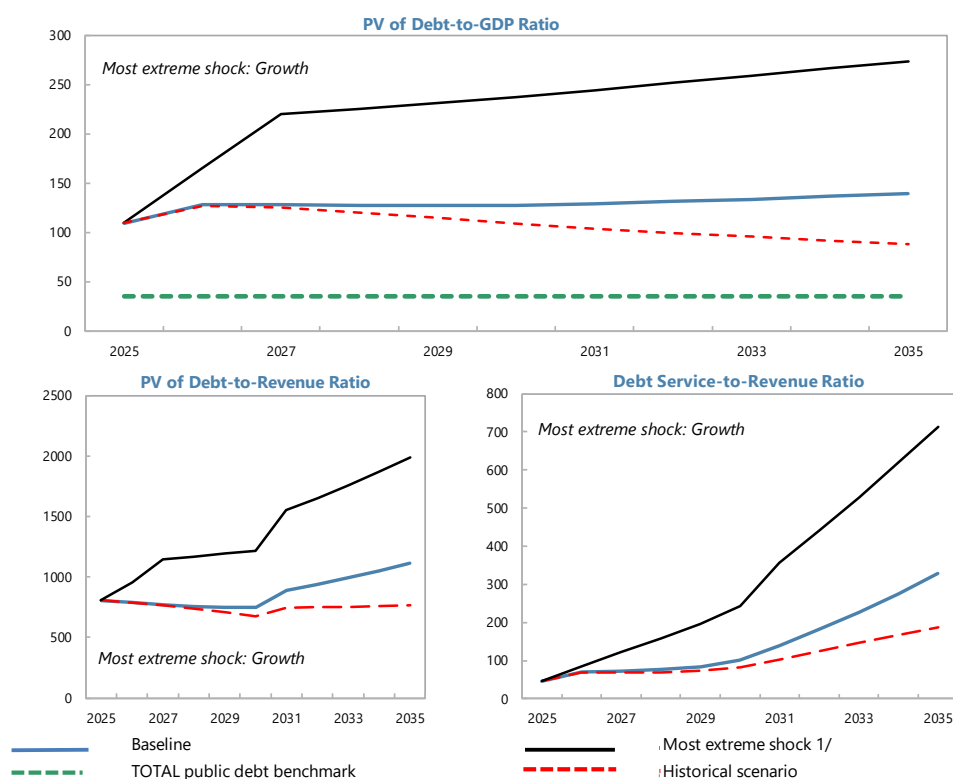 PV of Debt-to-GDP Ratio
300
250
200
150
100
50
0
Most extreme shock: Growth
2025 2027 2029 2031 2033 2035
PV of Debt-to-Revenue Ratio
2500
2000
1500
1000
500
0
Most extreme shock: Growth
2025 2027 2029 2031 2033 2035
Debt Service-to-Revenue Ratio
800
700
600
500
400
300
200
100
0
Most extreme shock: Growth
2025 2027 2029 2031 2033 2035
Baseline
Most extreme shock 1/
TOTAL public debt benchmark
Historical scenario